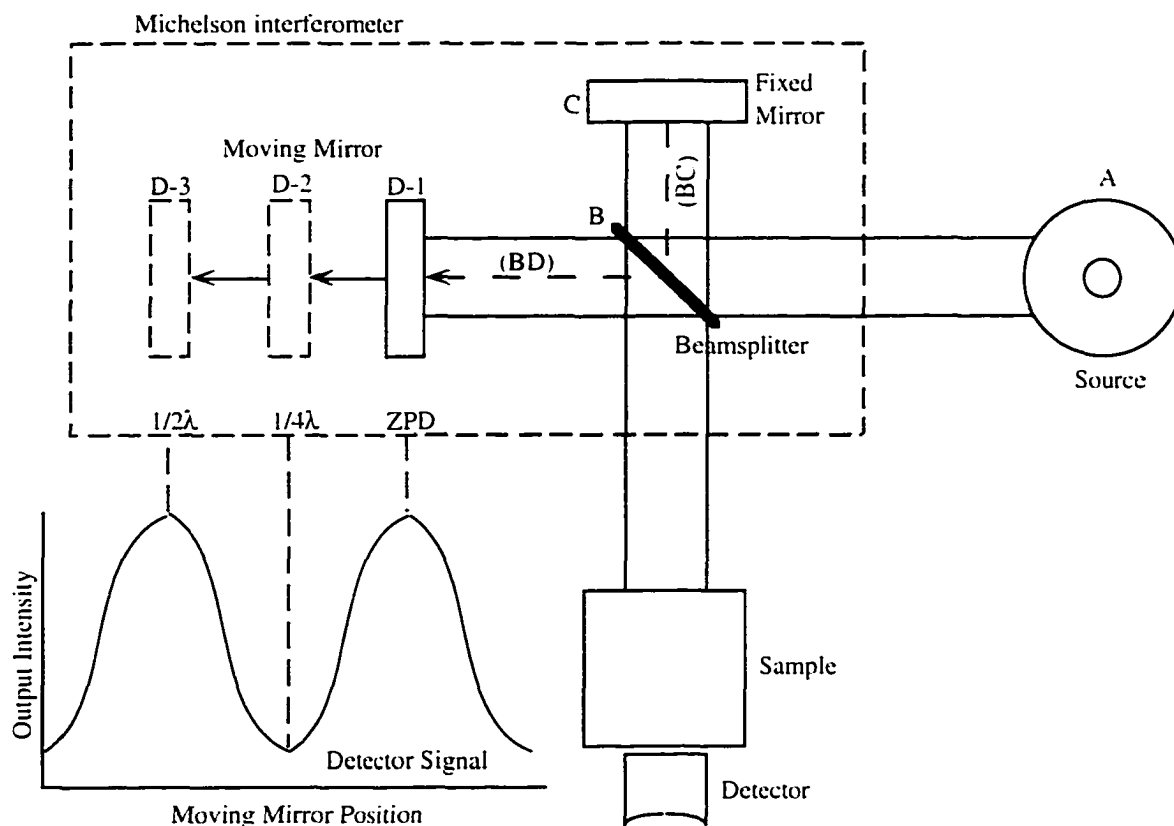 Michelson interferometer
Fixed
Mirror
C
Moving Mirror
D-3
D-2
D-1
(BC)
A
B
(BD)
Beamsplitter
Source
1/2λ
1/4λ
ZPD
Output Intensity
Detector Signal
Sample
Moving Mirror Position
Detector